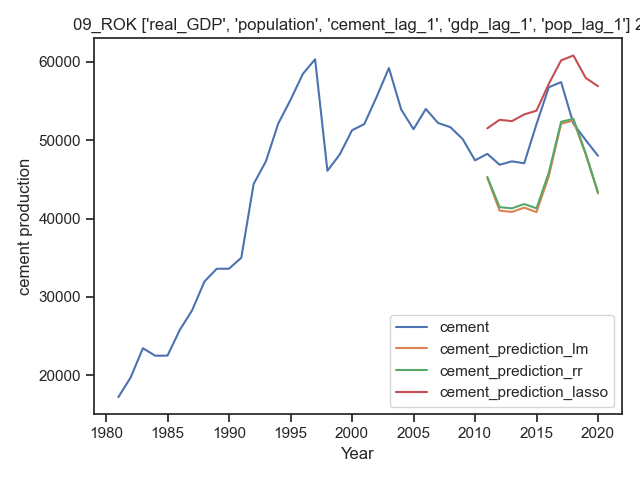 09_ROK ['real_GDP', 'population', 'cement_lag_1', 'gdp_lag_1', 'pop_lag_1'] 2
60000
50000
40000
30000
20000
cement production
cement
cement_prediction_lm
cement_prediction_rr
cement_prediction_lasso
1980 1985 1990 1995 2000 2005 2010 2015 2020
Year